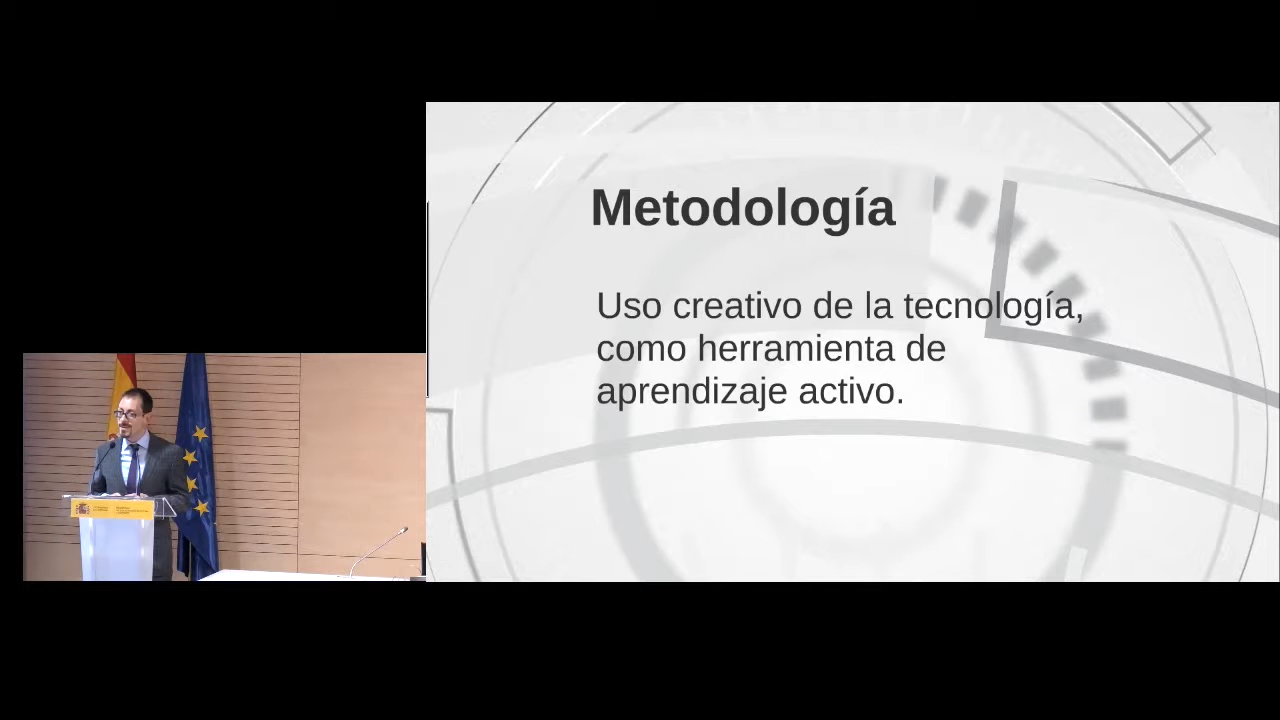 Metodología
Uso creativo de la tecnología,
como herramienta de
aprendizaje activo.